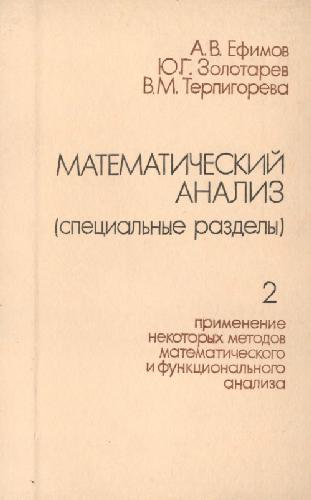 А.В. Ефимов
Ю.Г. Золотарев
В.М. Терпигорева
МАТЕМАТИЧЕСКИЙ
АНАЛИЗ
(специальные разделы)
2
применение
некоторых методов
математического
и функционального
анализа